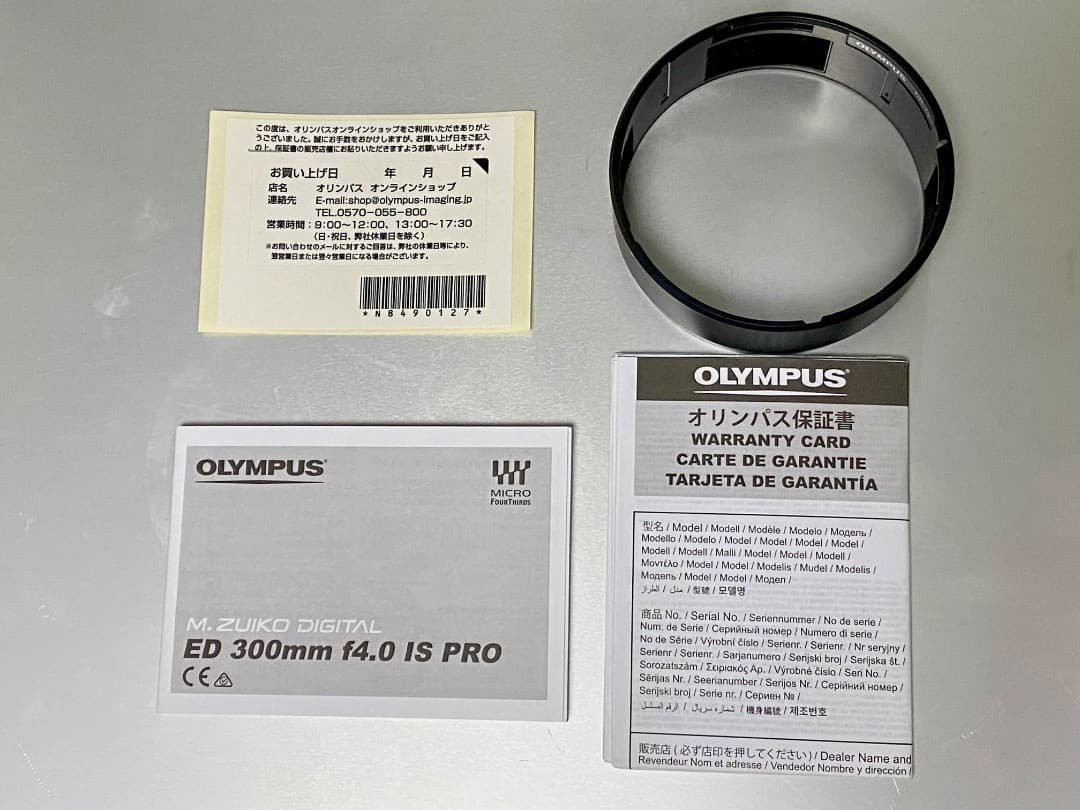 この度は、オリンパスオンラインショップをご利用いただきありがと
うございました。誠にお手数をおかけしますが、お買い上げ日をご記入
の上、保証書の販売店欄にお貼りいただきますようお願い申し上げます。
お買い上げ日 年 月 日
店名 オリンパス オンラインショップ
連絡先 E-mail:shop@olympus-imaging.jp
TEL.0570-055-800
営業時間:9:00〜12:00、13:00〜17:30
(日・祝日、弊社休業日を除く)
※お問い合わせのメールに対するご回答は、弊社の休業日等により、
翌営業日または翌々営業日になる場合がございます。
*N8490127*
OLYMPUS
OLYMPUS
MICRO
FOURTHIRDS
M.ZUIKO DIGITAL
ED 300mm f4.0 IS PRO
CE
OLYMPUS
オリンパス保証書
WARRANTY CARD
CARTE DE GARANTIE
TARJETA DE GARANTÍA
型名 / Model / Modell / Modèle / Modelo / Модель /
Modello / Modelo / Model / Model / Model / Model /
Modell / Modell / Malli / Model / Model / Modell /
Μοντέλο / Model / Model / Modelis / Mudel / Modelis /
Модель / Model / Model / Модел /
الطراز / مدل / 型號 / 모델명
商品 No. / Serial No. / Seriennummer / No de serie /
Num. de Serie / Серийный номер / Numero di serie /
No de Série / Výrobní číslo / Serienr. / Serienr. / Nr seryjny /
Serienr / Serienr. / Sarjanumero / Serijski broj / Serijska št. /
Sorozatszám / Σειριακός Αρ. / Výrobné číslo / Seri No. /
Sērijas Nr. / Seerianumber / Serijos Nr. / Серійний номер /
Serijski broj / Serie nr. / Сериен № /
الرقم المسلسل / شماره سریال / 機身編號 / 제조번호
販売店 ( 必ず店印を押してください ) / Dealer Name and
Revendeur Nom et adresse / Vendedor Nombre y dirección /